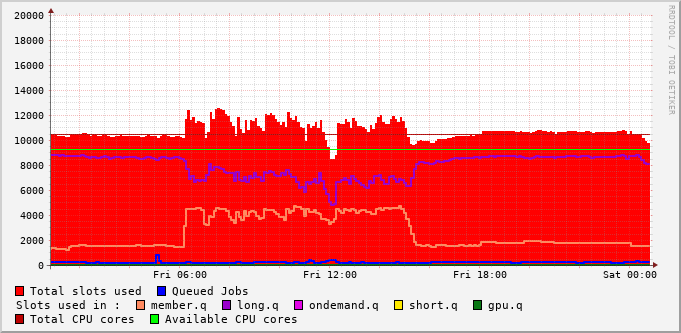 20000
18000
16000
14000
12000
10000
8000
6000
4000
2000
0
Fri 06:00 Fri 12:00 Fri 18:00 Sat 00:00
RRDTOOL / TOBI OETIKER
Total slots used Queued Jobs
Slots used in : member.q long.q ondemand.q short.q gpu.q
Total CPU cores Available CPU cores